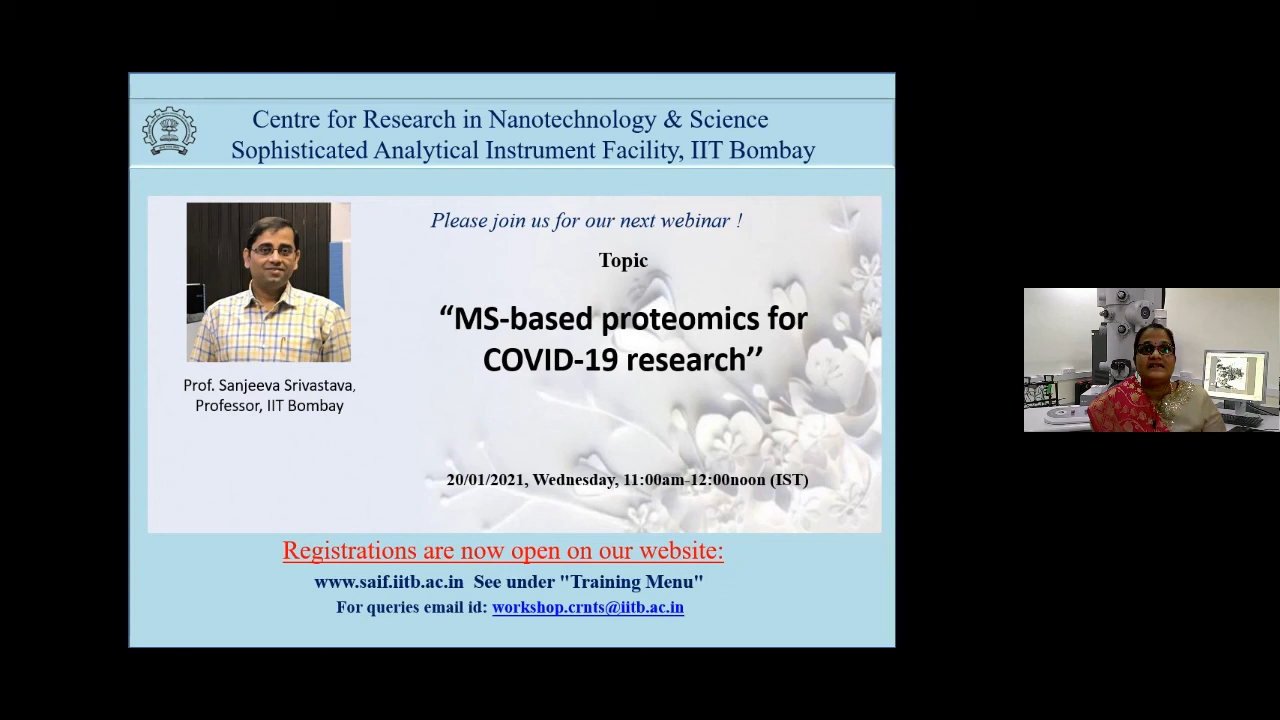 Centre for Research in Nanotechnology & Science
Sophisticated Analytical Instrument Facility, IIT Bombay
Please join us for our next webinar !
Topic
“MS-based proteomics for
COVID-19 research’’
Prof. Sanjeeva Srivastava,
Professor, IIT Bombay
20/01/2021, Wednesday, 11:00am-12:00noon (IST)
Registrations are now open on our website:
www.saif.iitb.ac.in See under "Training Menu"
For queries email id: workshop.crnts@iitb.ac.in